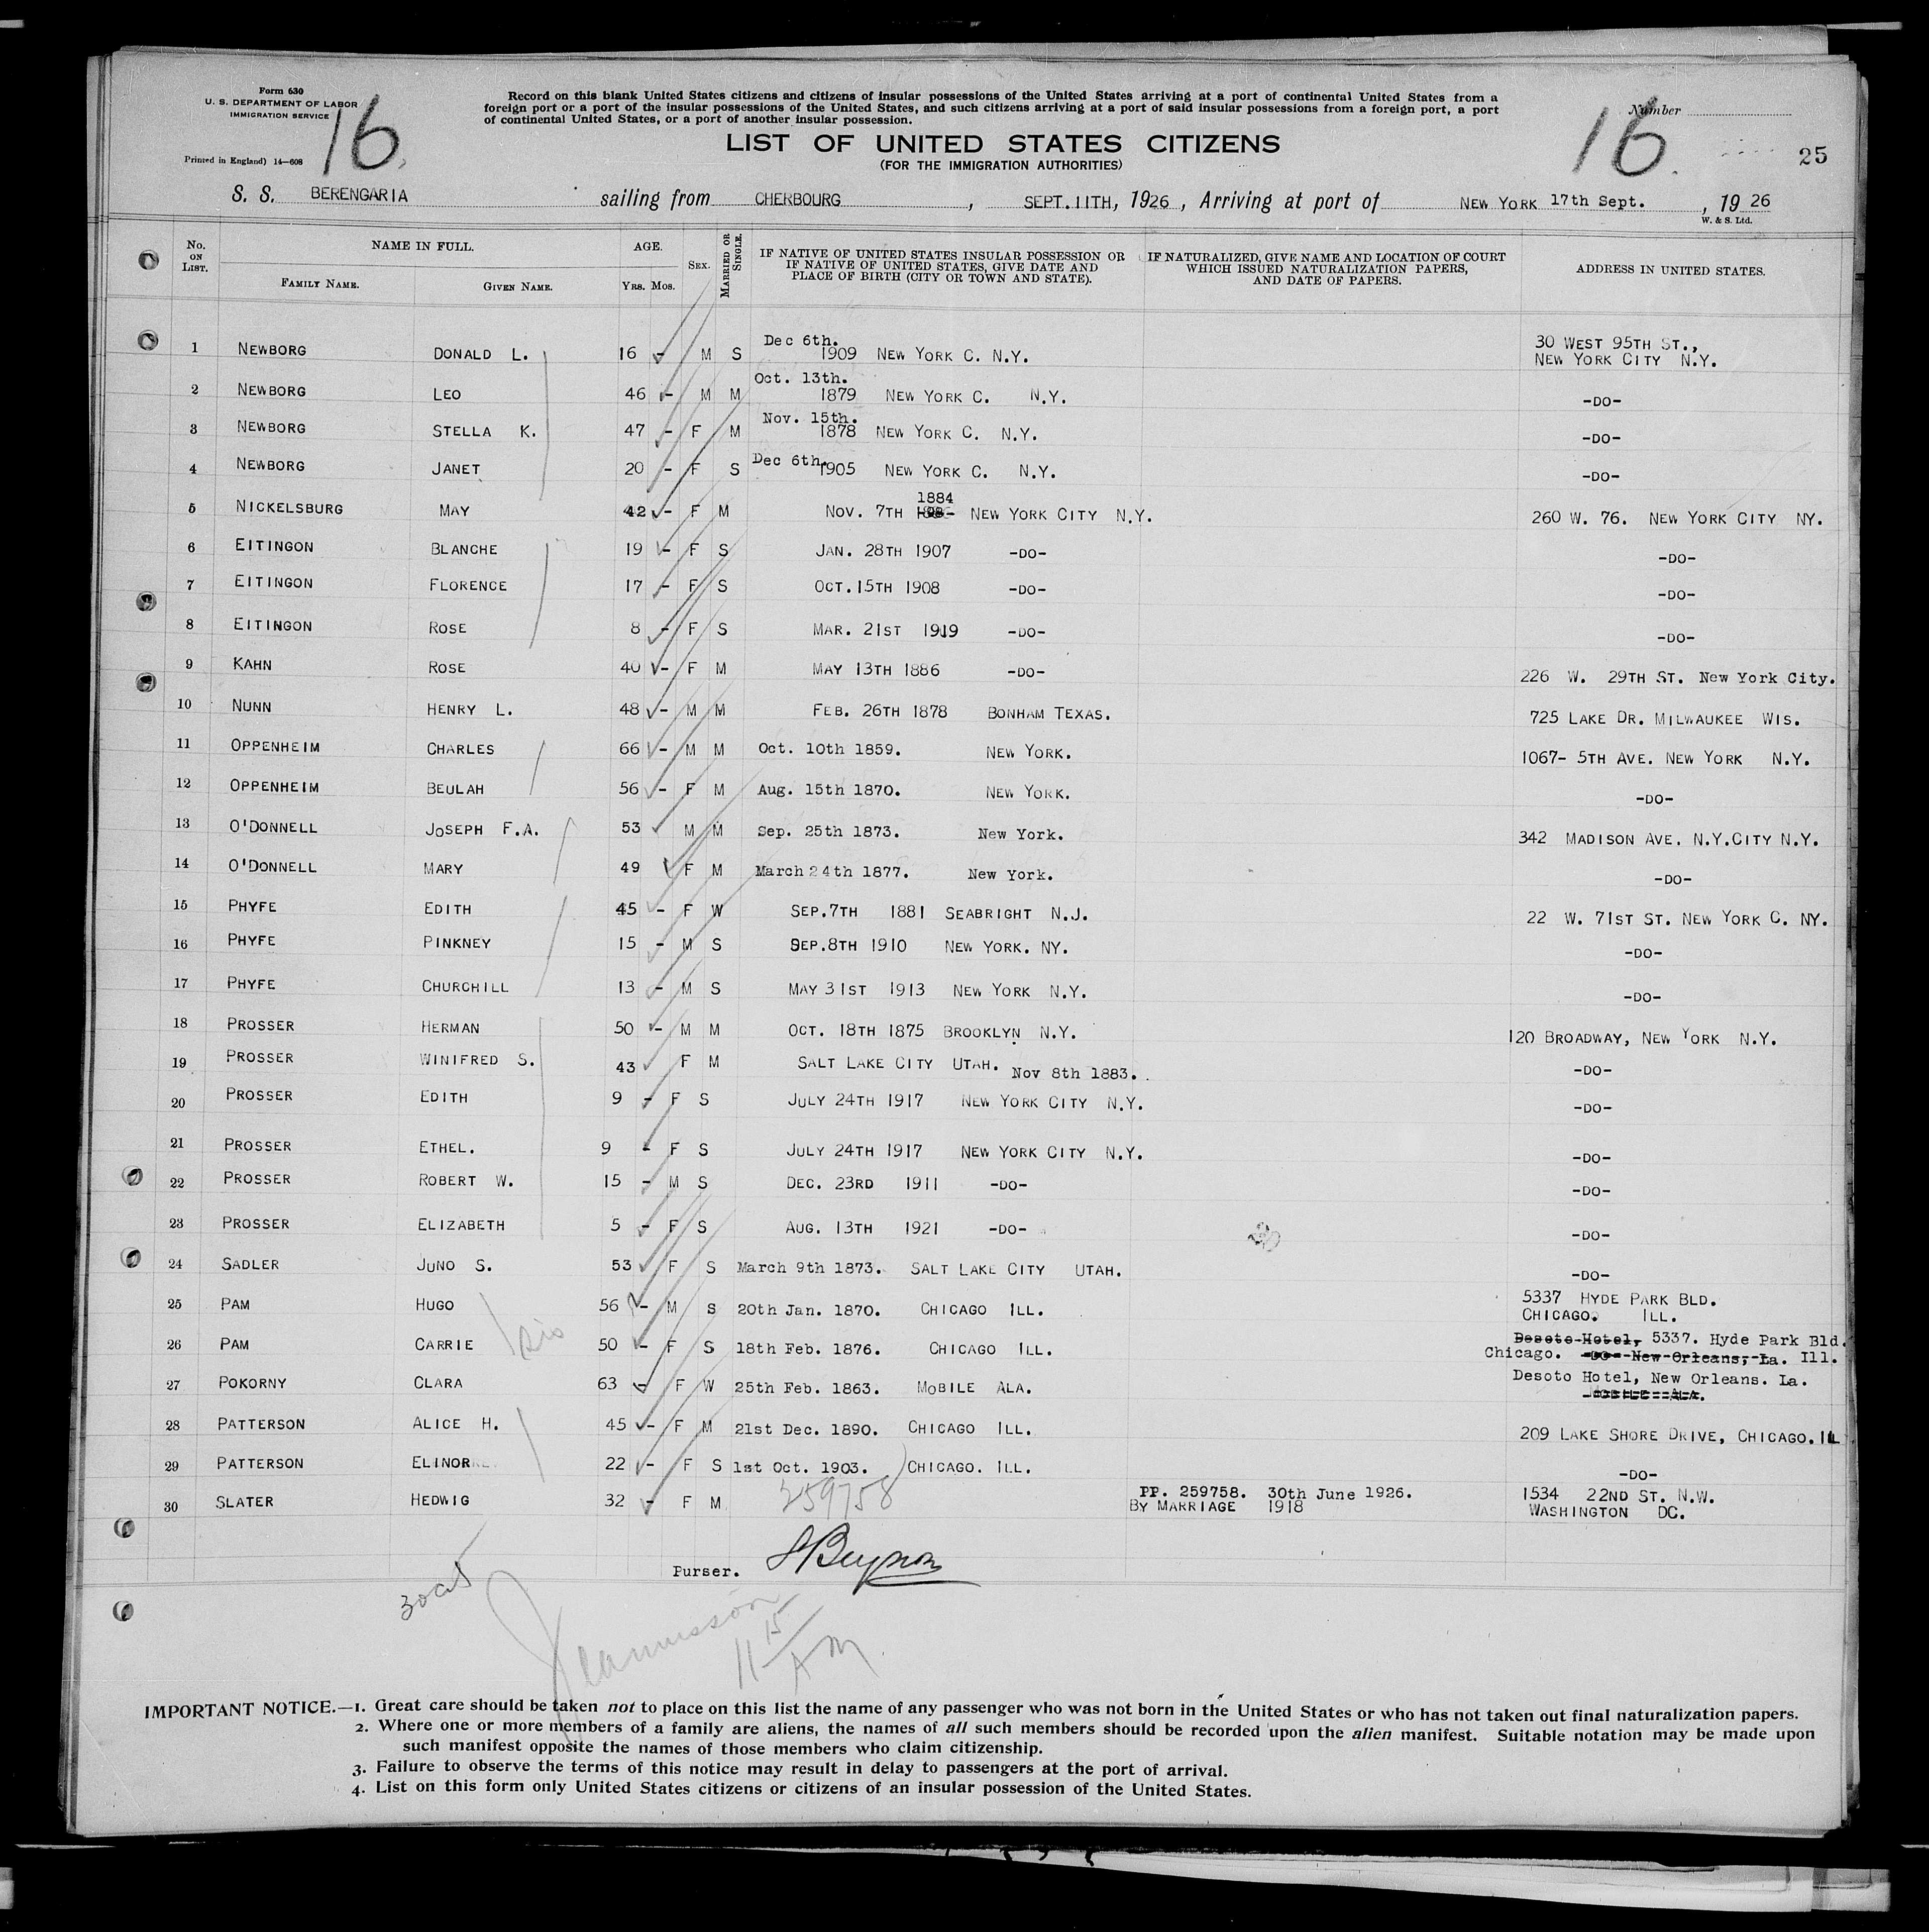 Form 630
U. S. DEPARTMENT OF LABOR
IMMIGRATION SERVICE
Printed in England) 14—608
16
Record on this blank United States citizens and citizens of insular possessions of the United States arriving at a port of continental United States from a
foreign port or a port of the insular possessions of the United States, and such citizens arriving at a port of said insular possessions from a foreign port, a port
of continental United States, or a port of another insular possession.
LIST OF UNITED STATES CITIZENS
(FOR THE IMMIGRATION AUTHORITIES)
Number
16
25
S. S. BERENGARIA sailing from CHERBOURG, SEPT.11TH, 1926, Arriving at port of NEW YORK 17th Sept., 1926
W. & S. Ltd.
No. ON LIST. NAME IN FULL. FAMILY NAME. GIVEN NAME. AGE. YRS. MOS. SEX. MARRIED OR SINGLE. IF NATIVE OF UNITED STATES INSULAR POSSESSION OR IF NATIVE OF UNITED STATES, GIVE DATE AND PLACE OF BIRTH (CITY OR TOWN AND STATE). IF NATURALIZED, GIVE NAME AND LOCATION OF COURT WHICH ISSUED NATURALIZATION PAPERS, AND DATE OF PAPERS. ADDRESS IN UNITED STATES.
1 NEWBORG DONALD L. 16 - M S Dec 6th. 1909 NEW YORK C. N.Y. 30 WEST 95TH ST., NEW YORK CITY N.Y.
2 NEWBORG LEO 46 - M M Oct. 13th. 1879 NEW YORK C. N.Y. -DO-
3 NEWBORG STELLA K. 47 - F M Nov. 15th. 1878 NEW YORK C. N.Y. -DO-
4 NEWBORG JANET 20 - F S Dec 6th. 1905 NEW YORK C. N.Y. -DO-
5 NICKELSBURG MAY 42 - F M NOV. 7TH 1884 NEW YORK CITY N.Y. 260 W. 76. NEW YORK CITY NY.
6 EITINGON BLANCHE 19 - F S JAN. 28TH 1907 -DO- -DO-
7 EITINGON FLORENCE 17 - F S OCT.15TH 1908 -DO- -DO-
8 EITINGON ROSE 8 - F S MAR. 21ST 1919 -DO- -DO-
9 KAHN ROSE 40 - F M MAY 13TH 1886 -DO- 226 W. 29TH ST. New York City.
10 NUNN HENRY L. 48 - M M FEB. 26TH 1878 BONHAM TEXAS. 725 LAKE DR. MILWAUKEE WIS.
11 OPPENHEIM CHARLES 66 - M M Oct. 10th 1859. NEW YORK. 1067- 5TH AVE. NEW YORK N.Y.
12 OPPENHEIM BEULAH 56 - F M Aug. 15th 1870. NEW YORK. -DO-
13 O'DONNELL JOSEPH F.A. 53 M M Sep. 25th 1873. New York. 342 MADISON AVE. N.Y.CITY N.Y.
14 O'DONNELL MARY 49 F M March 24th 1877. New York. -DO-
15 PHYFE EDITH 45 - F W SEP.7TH 1881 SEABRIGHT N.J. 22 W. 71ST ST. NEW YORK C. NY.
16 PHYFE PINKNEY 15 - M S SEP.8TH 1910 NEW YORK. NY. -DO-
17 PHYFE CHURCHILL 13 - M S MAY 31ST 1913 NEW YORK N.Y. -DO-
18 PROSSER HERMAN 50 - M M OCT. 18TH 1875 BROOKLYN N.Y. 120 BROADWAY, NEW YORK N.Y.
19 PROSSER WINIFRED S. 43 F M SALT LAKE CITY UTAH. Nov 8th 1883. -DO-
20 PROSSER EDITH 9 - F S JULY 24TH 1917 NEW YORK CITY N.Y. -DO-
21 PROSSER ETHEL. 9 - F S JULY 24TH 1917 NEW YORK CITY N.Y. -DO-
22 PROSSER ROBERT W. 15 - M S DEC. 23RD 1911 -DO- -DO-
23 PROSSER ELIZABETH 5 - F S AUG. 13TH 1921 -DO- -DO-
24 SADLER JUNO S. 53 F S March 9th 1873. SALT LAKE CITY UTAH. -DO-
25 PAM HUGO 56 - M S 20th Jan. 1870. CHICAGO ILL. 5337 HYDE PARK BLD. CHICAGO. ILL.
26 PAM CARRIE sis 50 - F S 18th Feb. 1876. CHICAGO ILL. Desoto Hotel, 5337. Hyde Park Bld. Chicago. -DO- New Orleans, La. Ill.
27 POKORNY CLARA 63 - F W 25th Feb. 1863. MOBILE ALA. Desoto Hotel, New Orleans. La. MOBILE ALA.
28 PATTERSON ALICE H. 45 - F M 21st Dec. 1890. CHICAGO ILL. 209 LAKE SHORE DRIVE, CHICAGO.ILL
29 PATTERSON ELINOR 22 - F S 1st Oct. 1903. CHICAGO. ILL. -DO-
30 SLATER HEDWIG 32 - F M 259758 PP. 259758. 30th June 1926. BY MARRIAGE 1918 1534 22ND ST. N.W. WASHINGTON DC.
Purser.
11 15 AM
IMPORTANT NOTICE.—1. Great care should be taken not to place on this list the name of any passenger who was not born in the United States or who has not taken out final naturalization papers.
2. Where one or more members of a family are aliens, the names of all such members should be recorded upon the alien manifest. Suitable notation may be made upon
such manifest opposite the names of those members who claim citizenship.
3. Failure to observe the terms of this notice may result in delay to passengers at the port of arrival.
4. List on this form only United States citizens or citizens of an insular possession of the United States.